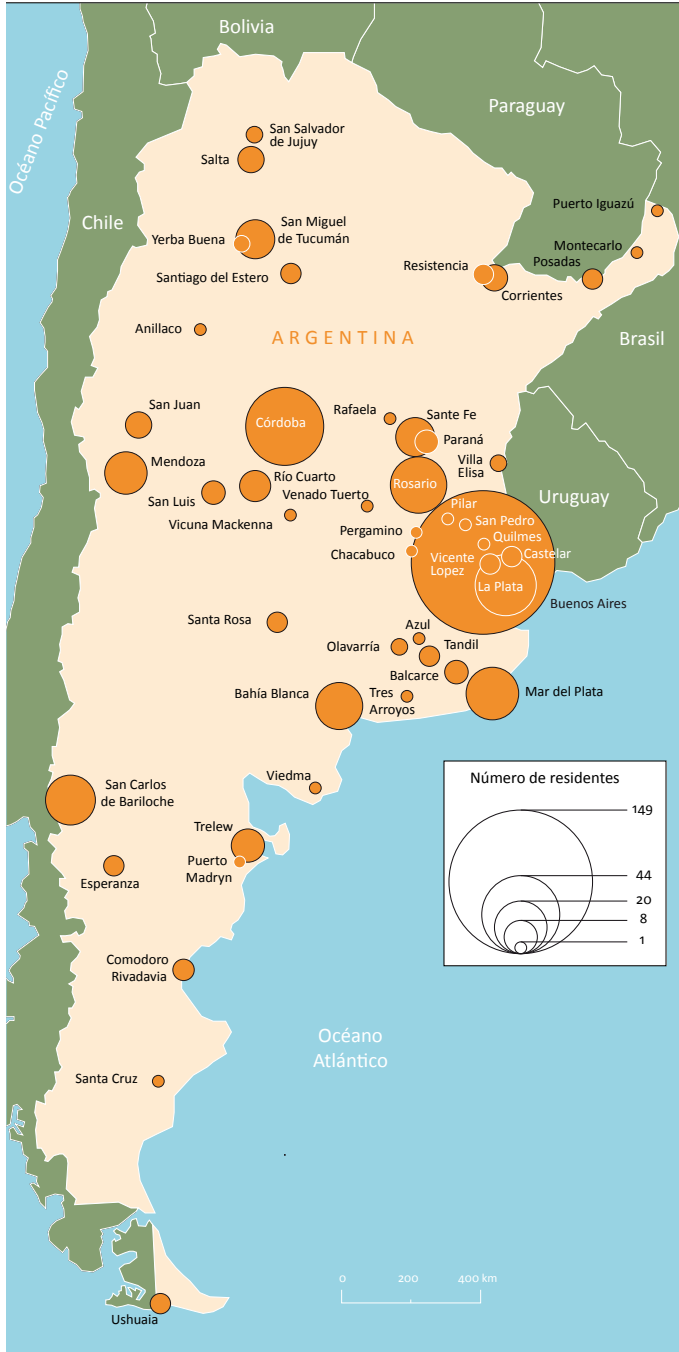 Bolivia
Océano Pacífico
Paraguay
San Salvador
de Jujuy
Salta
Puerto Iguazú
Chile
San Miguel
de Tucumán
Yerba Buena
Montecarlo
Posadas
Resistencia
Santiago del Estero
Corrientes
Anillaco
ARGENTINA
Brasil
San Juan
Córdoba
Rafaela
Sante Fe
Paraná
Mendoza
Villa
Elisa
Río Cuarto
Rosario
San Luis
Venado Tuerto
Uruguay
Vicuna Mackenna
Pilar
San Pedro
Pergamino
Quilmes
Chacabuco
Vicente
Lopez
Castelar
La Plata
Buenos Aires
Santa Rosa
Azul
Olavarría
Tandil
Balcarce
Bahía Blanca
Tres
Arroyos
Mar del Plata
Viedma
Número de residentes
149
44
20
8
1
San Carlos
de Bariloche
Trelew
Puerto
Madryn
Esperanza
Comodoro
Rivadavia
Océano
Atlántico
Santa Cruz
0 200 400 km
Ushuaia